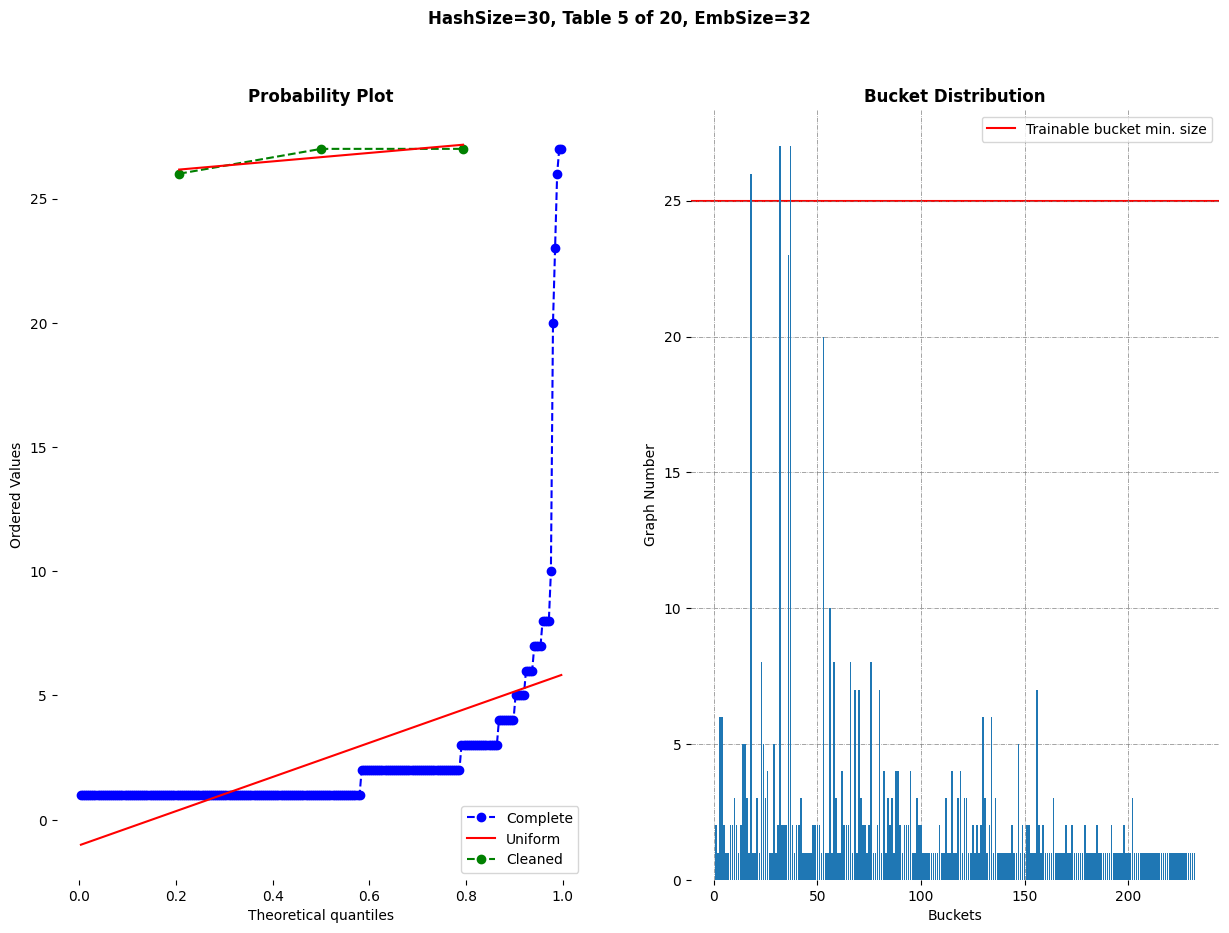 HashSize=30, Table 5 of 20, EmbSize=32
Probability Plot
Ordered Values
25
20
15
10
5
0
0.0 0.2 0.4 0.6 0.8 1.0
Theoretical quantiles
Complete
Uniform
Cleaned
Bucket Distribution
Trainable bucket min. size
Graph Number
25
20
15
10
5
0
0 50 100 150 200
Buckets